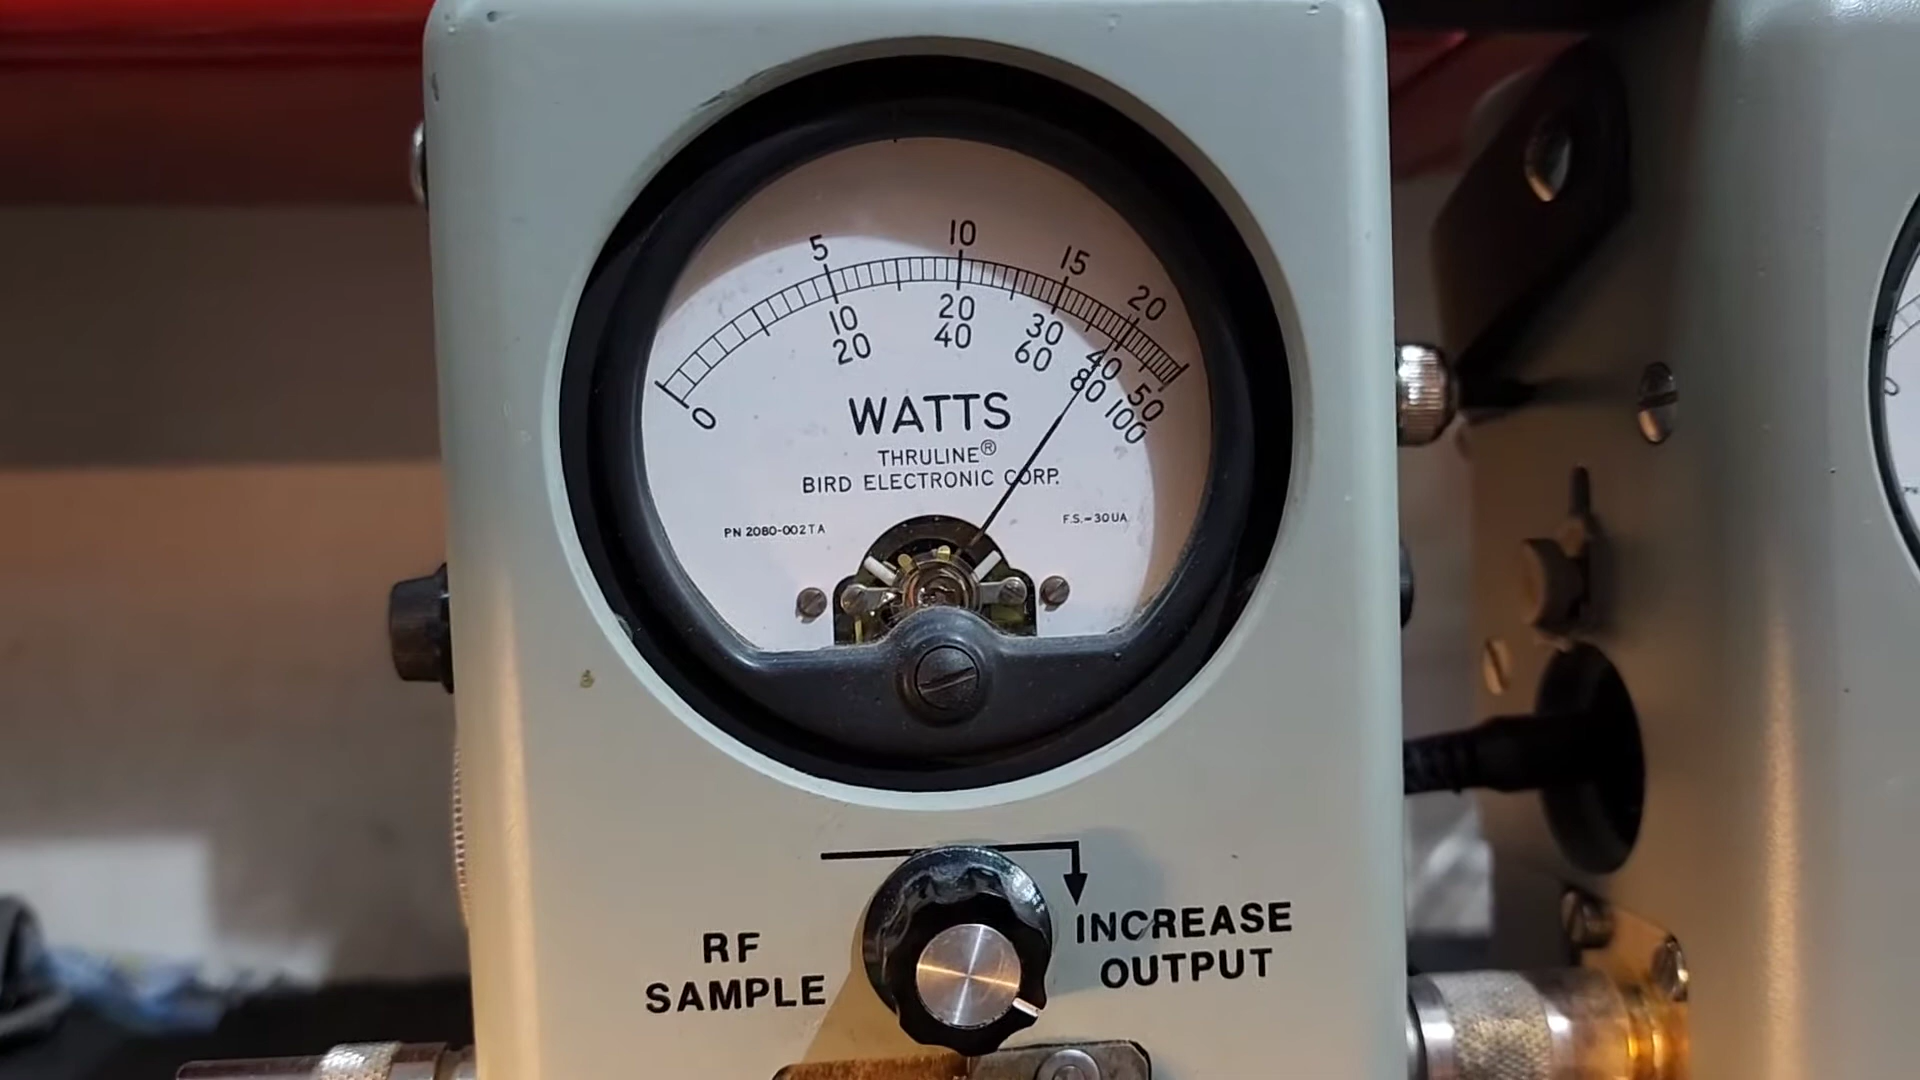 5 10 15 20
10 20 30 40 50
0 20 40 60 80 100
WATTS
THRULINE®
BIRD ELECTRONIC CORP.
PN 2080-002TA
F.S.=30UA
RF
SAMPLE
INCREASE
OUTPUT
0